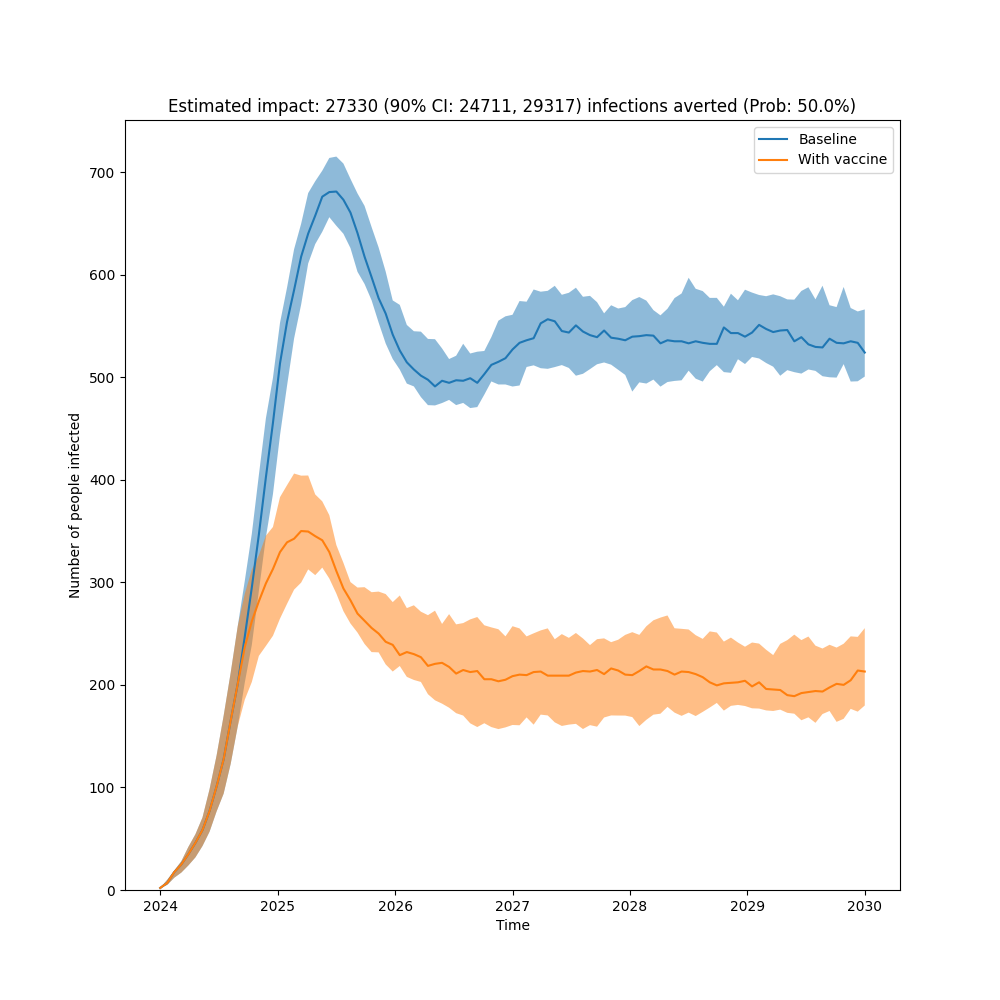 Estimated impact: 27330 (90% CI: 24711, 29317) infections averted (Prob: 50.0%)
Baseline
With vaccine
700
600
500
400
300
200
100
0
Number of people infected
2024 2025 2026 2027 2028 2029 2030
Time